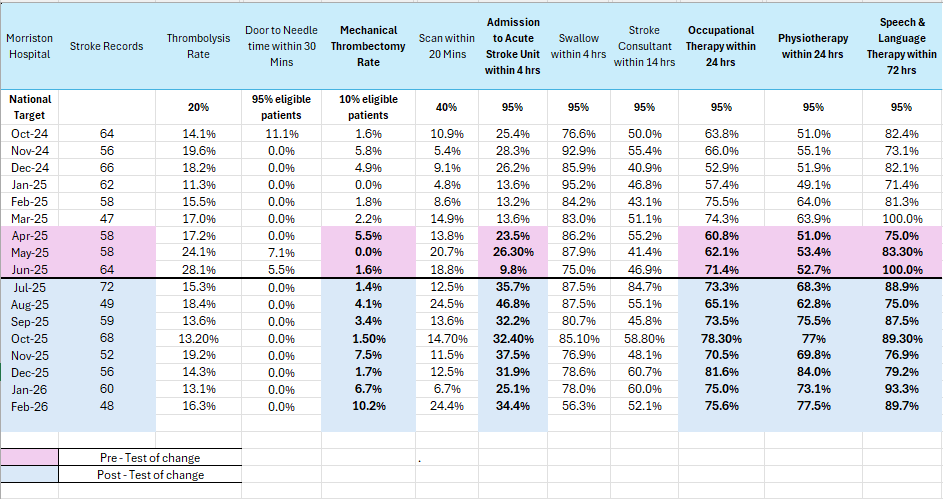 Morriston Hospital Stroke Records Thrombolysis Rate Door to Needle time within 30 Mins Mechanical Thrombectomy Rate Scan within 20 Mins Admission to Acute Stroke Unit within 4 hrs Swallow within 4 hrs Stroke Consultant within 14 hrs Occupational Therapy within 24 hrs Physiotherapy within 24 hrs Speech & Language Therapy within 72 hrs
National Target 20% 95% eligible patients 10% eligible patients 40% 95% 95% 95% 95% 95% 95%
Oct-24 64 14.1% 11.1% 1.6% 10.9% 25.4% 76.6% 50.0% 63.8% 51.0% 82.4%
Nov-24 56 19.6% 0.0% 5.8% 5.4% 28.3% 92.9% 55.4% 66.0% 55.1% 73.1%
Dec-24 66 18.2% 0.0% 4.9% 9.1% 26.2% 85.9% 40.9% 52.9% 51.9% 82.1%
Jan-25 62 11.3% 0.0% 0.0% 4.8% 13.6% 95.2% 46.8% 57.4% 49.1% 71.4%
Feb-25 58 15.5% 0.0% 1.8% 8.6% 13.2% 84.2% 43.1% 75.5% 64.0% 81.3%
Mar-25 47 17.0% 0.0% 2.2% 14.9% 13.6% 83.0% 51.1% 74.3% 63.9% 100.0%
Apr-25 58 17.2% 0.0% 5.5% 13.8% 23.5% 86.2% 55.2% 60.8% 51.0% 75.0%
May-25 58 24.1% 7.1% 0.0% 20.7% 26.30% 87.9% 41.4% 62.1% 53.4% 83.30%
Jun-25 64 28.1% 5.5% 1.6% 18.8% 9.8% 75.0% 46.9% 71.4% 52.7% 100.0%
Jul-25 72 15.3% 0.0% 1.4% 12.5% 35.7% 87.5% 84.7% 73.3% 68.3% 88.9%
Aug-25 49 18.4% 0.0% 4.1% 24.5% 46.8% 87.5% 55.1% 65.1% 62.8% 75.0%
Sep-25 59 13.6% 0.0% 3.4% 13.6% 32.2% 80.7% 45.8% 73.5% 75.5% 87.5%
Oct-25 68 13.20% 0.0% 1.50% 14.70% 32.40% 85.10% 58.80% 78.30% 77% 89.30%
Nov-25 52 19.2% 0.0% 7.5% 11.5% 37.5% 76.9% 48.1% 70.5% 69.8% 76.9%
Dec-25 56 14.3% 0.0% 1.7% 12.5% 31.9% 78.6% 60.7% 81.6% 84.0% 79.2%
Jan-26 60 13.1% 0.0% 6.7% 6.7% 25.1% 78.0% 60.0% 75.0% 73.1% 93.3%
Feb-26 48 16.3% 0.0% 10.2% 24.4% 34.4% 56.3% 52.1% 75.6% 77.5% 89.7%
Pre - Test of change .
Post - Test of change